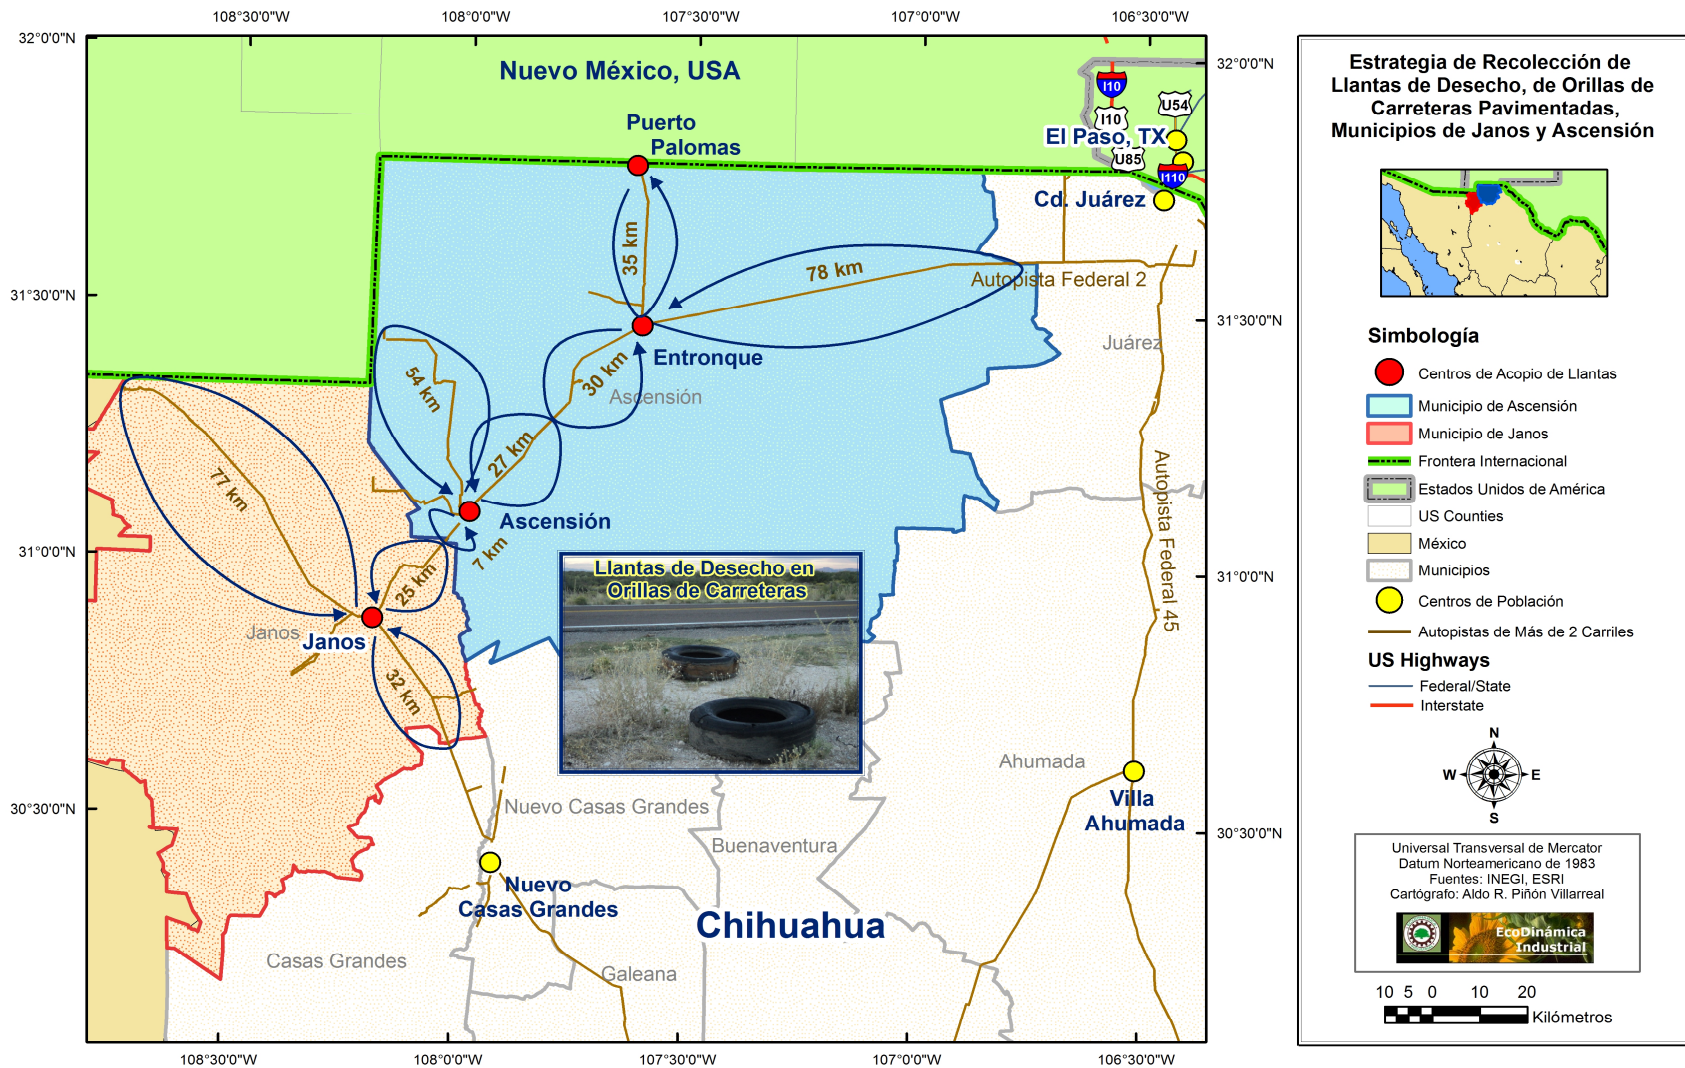 108°30'0"W
108°0'0"W
107°30'0"W
107°0'0"W
106°30'0"W
32°0'0"N
31°30'0"N
31°0'0"N
30°30'0"N
32°0'0"N
31°30'0"N
31°0'0"N
30°30'0"N
108°30'0"W
108°0'0"W
107°30'0"W
107°0'0"W
106°30'0"W
Nuevo México, USA
Puerto
Palomas
I10
U54
I10
El Paso, TX
U85
I110
Cd. Juárez
35 km
78 km
Autopista Federal 2
Entronque
Juárez
30 km
54 km
Ascensión
27 km
77 km
Ascensión
7 km
25 km
Autopista Federal 45
Janos
Janos
32 km
Llantas de Desecho en
Orillas de Carreteras
Ahumada
Villa
Ahumada
Nuevo Casas Grandes
Buenaventura
Nuevo
Casas Grandes
Chihuahua
Casas Grandes
Galeana
Estrategia de Recolección de
Llantas de Desecho, de Orillas de
Carreteras Pavimentadas,
Municipios de Janos y Ascensión
Simbología
Centros de Acopio de Llantas
Municipio de Ascensión
Municipio de Janos
Frontera Internacional
Estados Unidos de América
US Counties
México
Municipios
Centros de Población
Autopistas de Más de 2 Carriles
US Highways
Federal/State
Interstate
N
W
E
S
Universal Transversal de Mercator
Datum Norteamericano de 1983
Fuentes: INEGI, ESRI
Cartógrafo: Aldo R. Piñón Villarreal
EcoDinámica
Industrial
10 5 0 10 20
Kilómetros